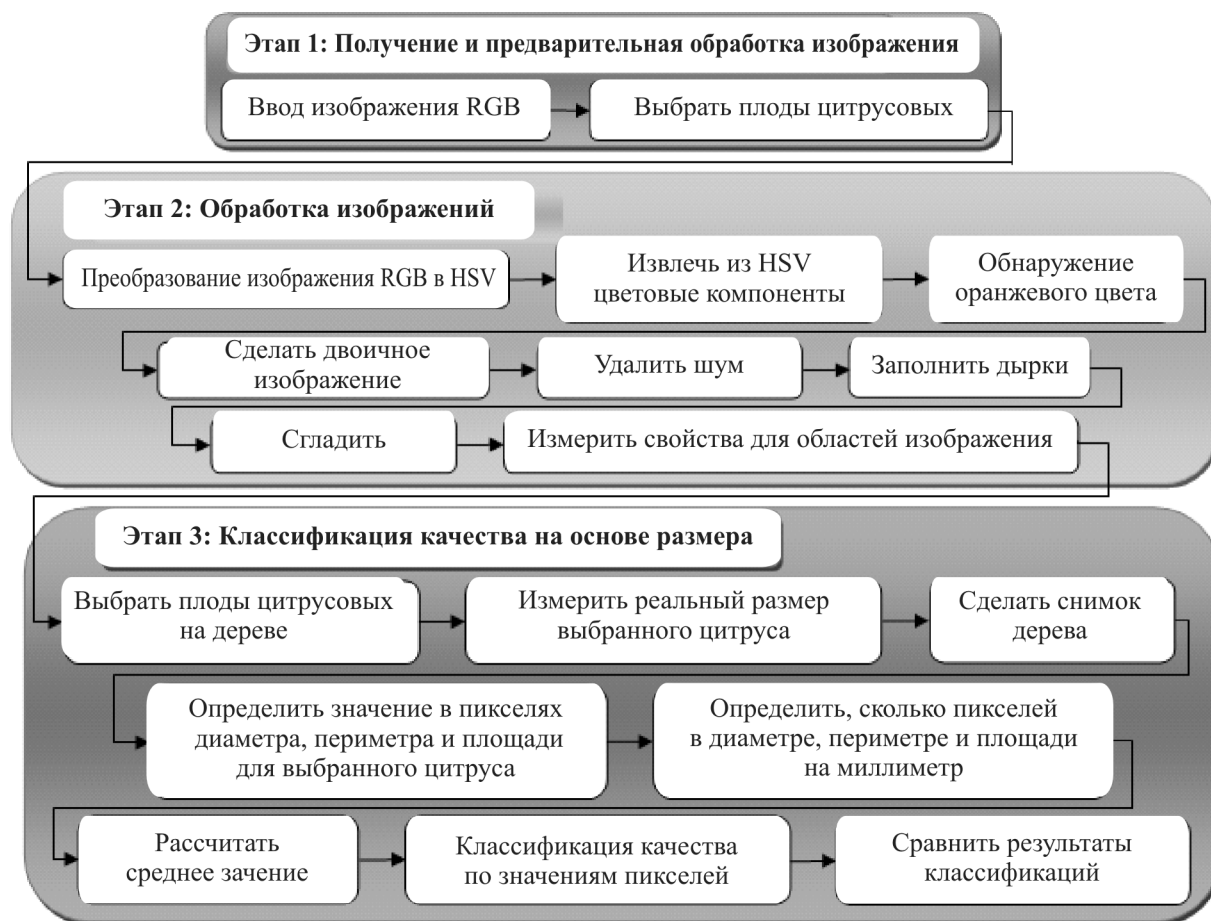 Этап 1: Получение и предварительная обработка изображения
Ввод изображения RGB
Выбрать плоды цитрусовых
Этап 2: Обработка изображений
Преобразование изображения RGB в HSV
Извлечь из HSV
цветовые компоненты
Обнаружение
оранжевого цвета
Сделать двоичное
изображение
Удалить шум
Заполнить дырки
Сгладить
Измерить свойства для областей изображения
Этап 3: Классификация качества на основе размера
Выбрать плоды цитрусовых
на дереве
Измерить реальный размер
выбранного цитруса
Сделать снимок
дерева
Определить значение в пикселях
диаметра, периметра и площади
для выбранного цитруса
Определить, сколько пикселей
в диаметре, периметре и площади
на миллиметр
Рассчитать
среднее зачение
Классификация качества
по значениям пикселей
Сравнить результаты
классификаций